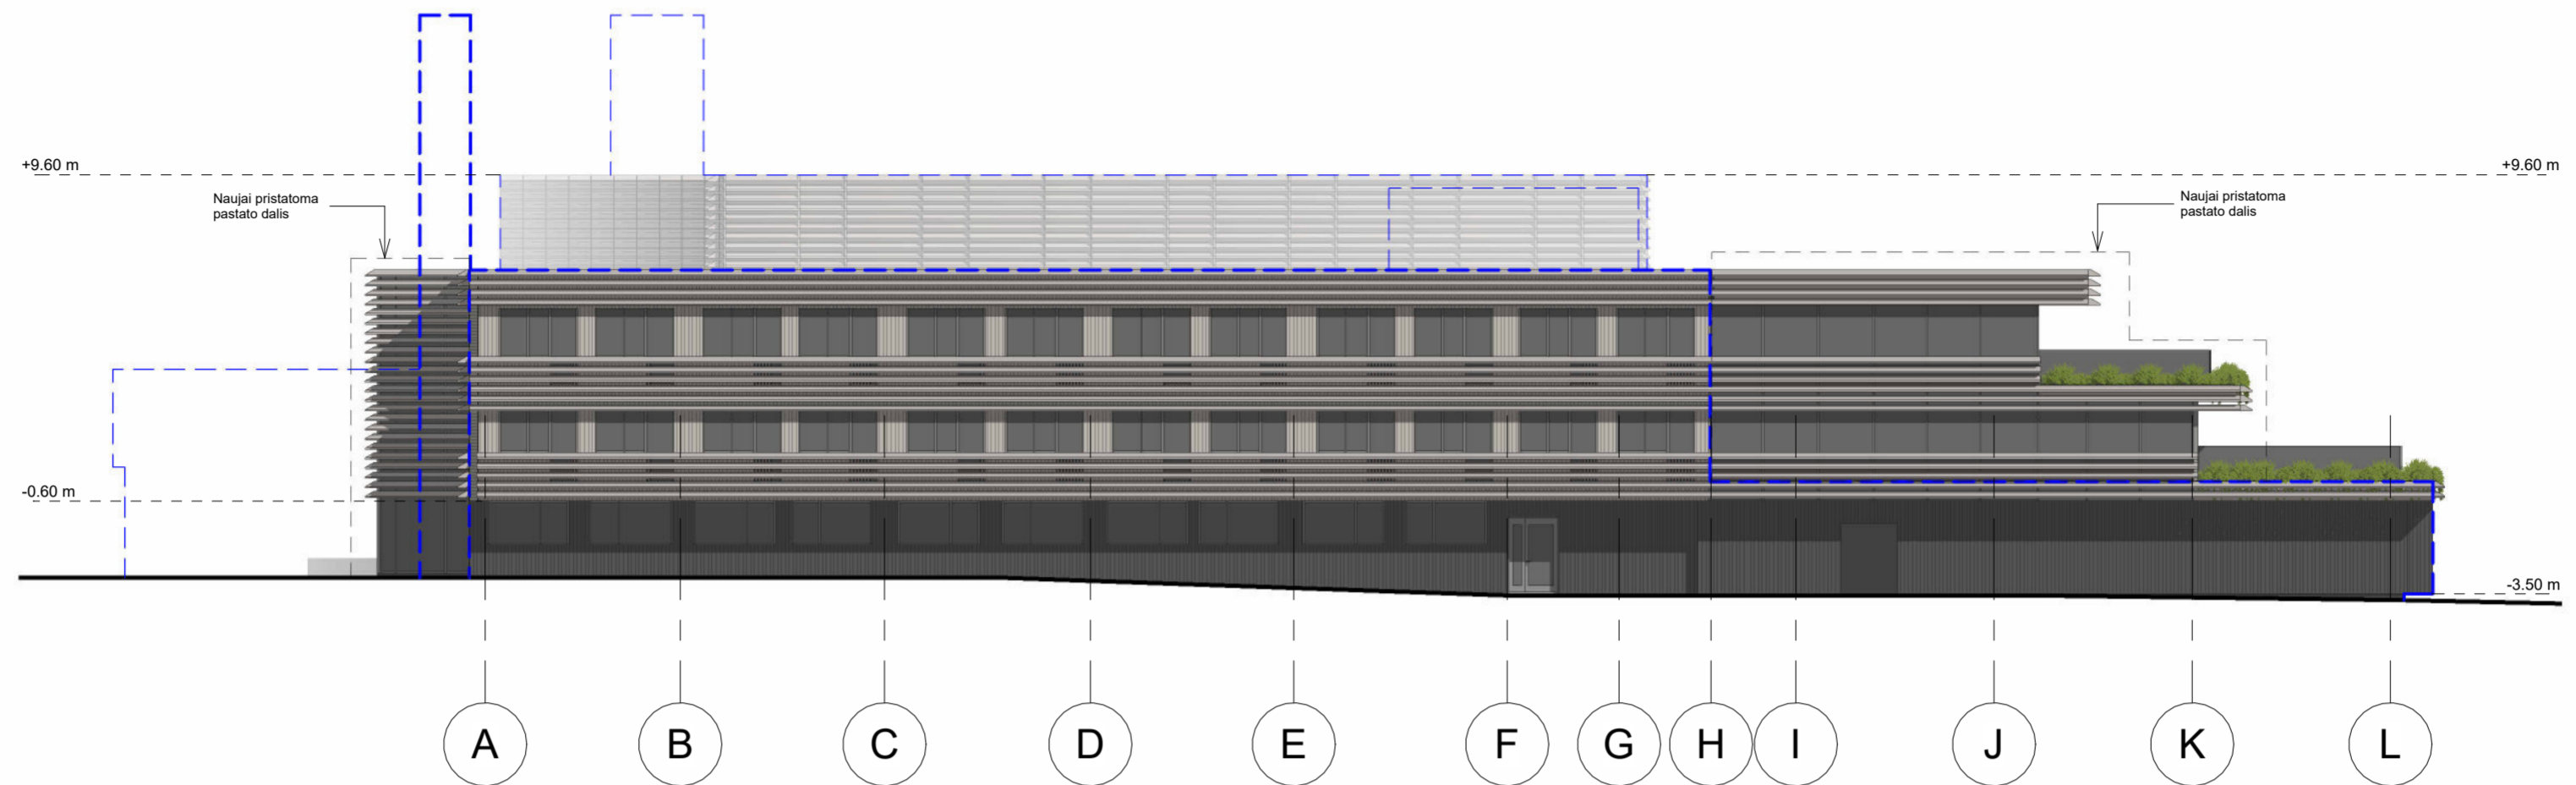 +9.60 m
+9.60 m
Naujai pristatoma
pastato dalis
Naujai pristatoma
pastato dalis
-0.60 m
-3.50 m
A B C D E F G H I J K L